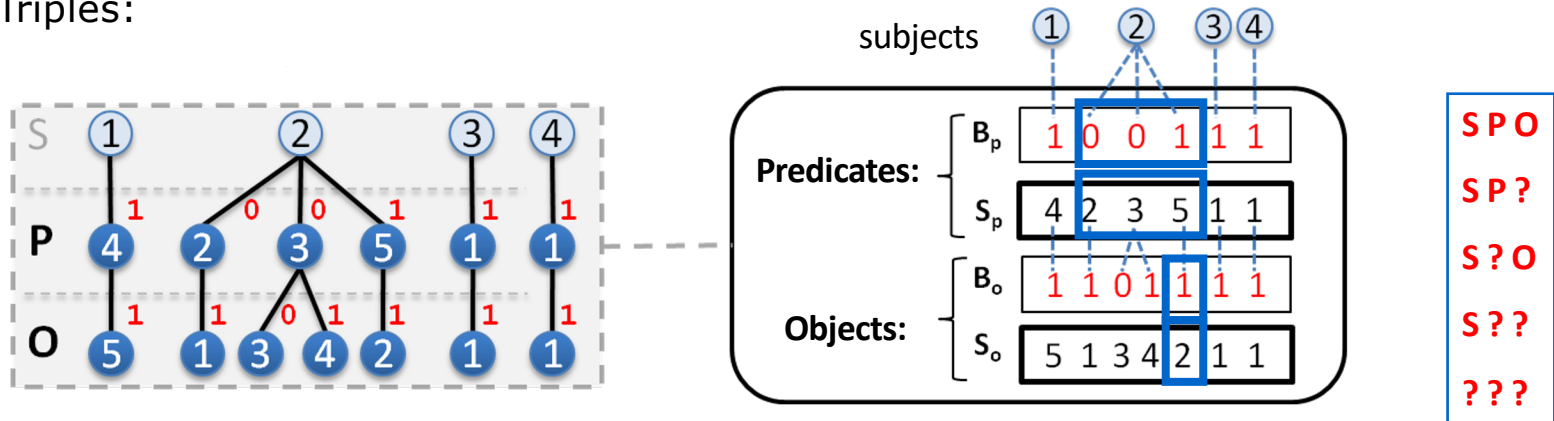 Triples:
S 1 2 3 4
1 0 0 1 1 1
P 4 2 3 5 1 1
1 1 0 1 1 1 1
O 5 1 3 4 2 1 1
subjects 1 2 3 4
Predicates:
Bp 1 0 0 1 1 1
Sp 4 2 3 5 1 1
Objects:
Bo 1 1 0 1 1 1 1
So 5 1 3 4 2 1 1
S P O
S P ?
S ? O
S ? ?
? ? ?